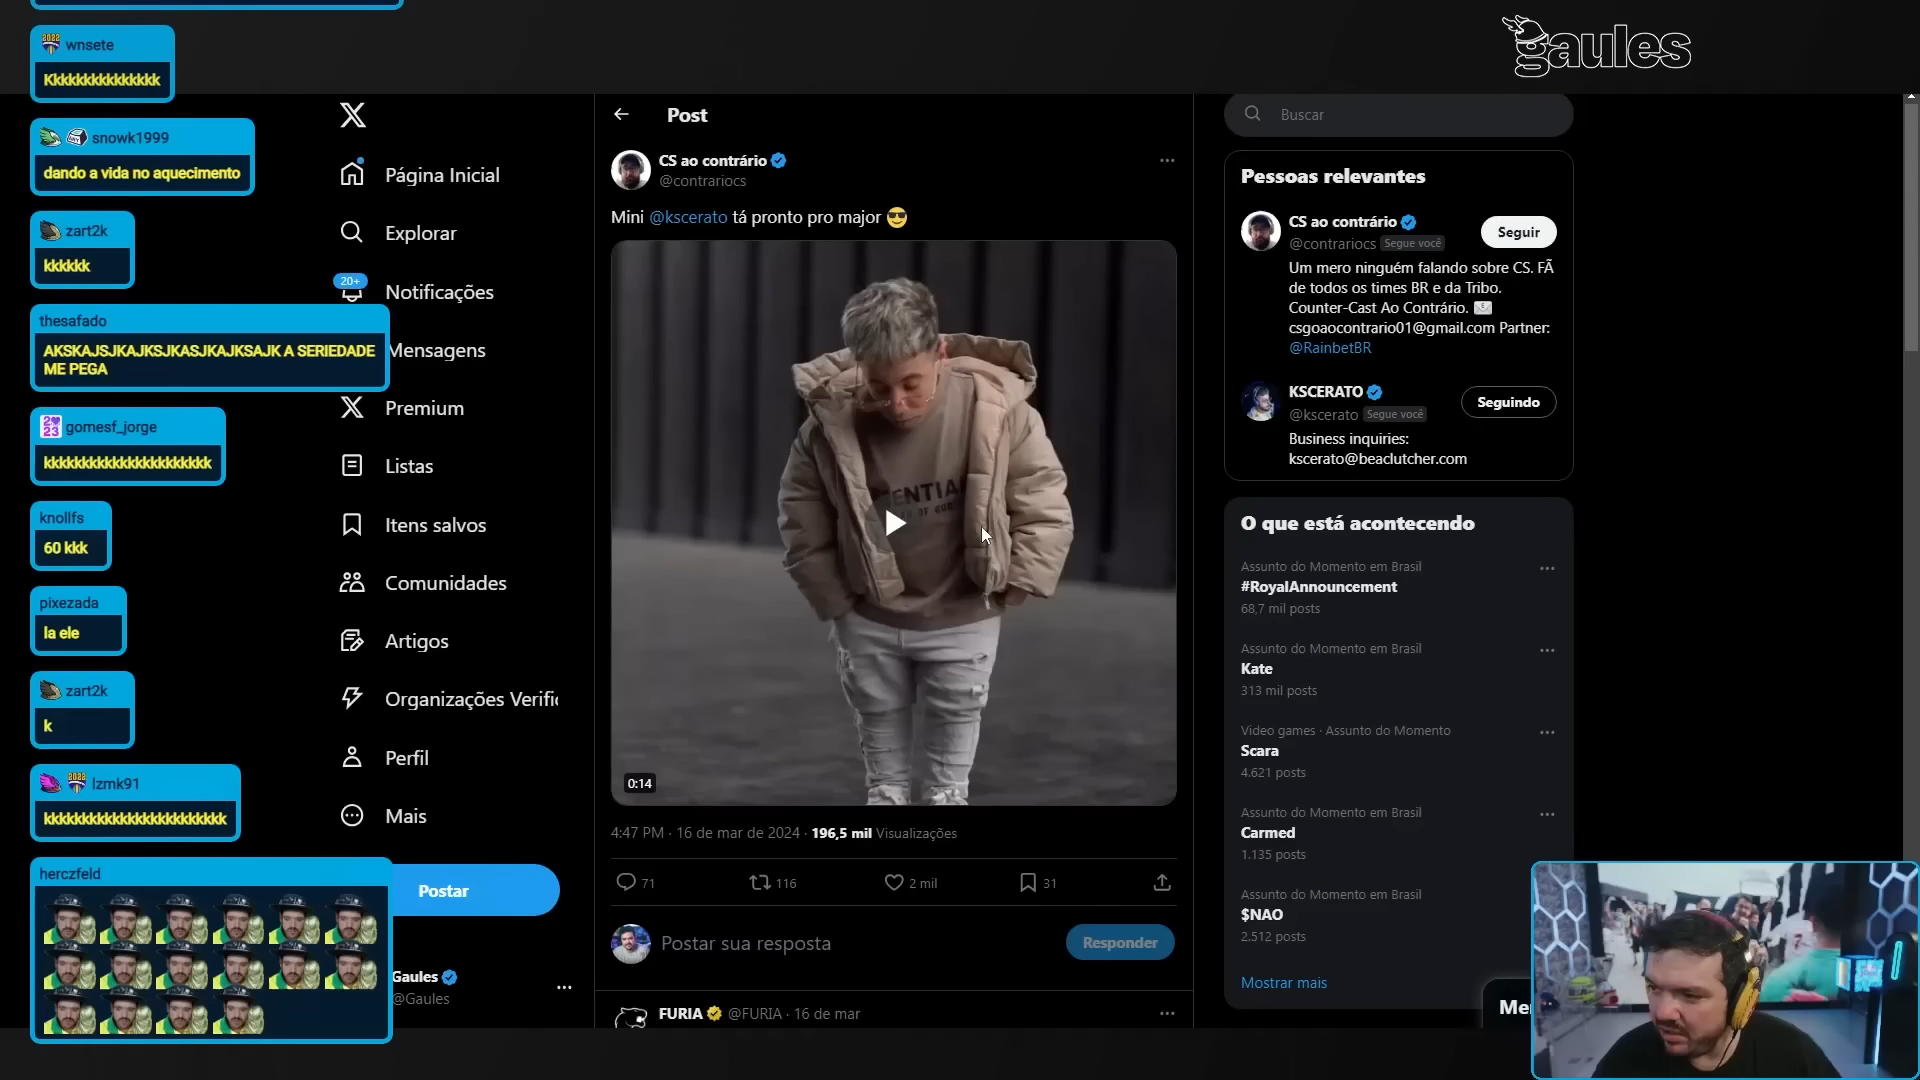 gaules
wnsete
Kkkkkkkkkkkkkkkk
snowk1999
dando a vida no aquecimento
zart2k
kkkkkk
thesafado
AKSKAJSJKAJKSJKASJKAJKSAJK A SERIEDADE
ME PEGA
gomesf_jorge
kkkkkkkkkkkkkkkkkkkkkk
knollfs
60 kkk
pixezada
la ele
zart2k
k
lzmk91
kkkkkkkkkkkkkkkkkkkkkkkk
herczfeld
Página Inicial
Explorar
20+
Notificações
Mensagens
Premium
Listas
Itens salvos
Comunidades
Artigos
Organizações Verific
Perfil
Mais
Postar
Gaules
@Gaules
Post
CS ao contrário
@contrariocs
Mini @kscerato tá pronto pro major 😎
0:14
4:47 PM · 16 de mar de 2024 · 196,5 mil Visualizações
71
116
2 mil
31
Postar sua resposta
Responder
FURIA @FURIA · 16 de mar
Buscar
Pessoas relevantes
CS ao contrário
@contrariocs Segue você
Seguir
Um mero ninguém falando sobre CS. FÃ
de todos os times BR e da Tribo.
Counter-Cast Ao Contrário. 📧
csgoaocontrario01@gmail.com Partner:
@RainbetBR
KSCERATO
@kscerato Segue você
Seguindo
Business inquiries:
kscerato@beaclutcher.com
O que está acontecendo
Assunto do Momento em Brasil
#RoyalAnnouncement
68,7 mil posts
Assunto do Momento em Brasil
Kate
313 mil posts
Video games · Assunto do Momento
Scara
4.621 posts
Assunto do Momento em Brasil
Carmed
1.135 posts
Assunto do Momento em Brasil
$NAO
2.512 posts
Mostrar mais